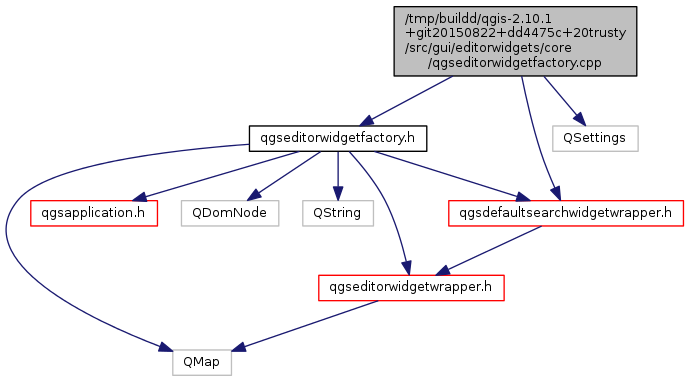 /tmp/buildd/qgis-2.10.1
+git20150822+dd4475c+20trusty
/src/gui/editorwidgets/core
/qgseditorwidgetfactory.cpp
qgseditorwidgetfactory.h
QSettings
qgsapplication.h
QDomNode
QString
qgsdefaultsearchwidgetwrapper.h
qgseditorwidgetwrapper.h
QMap